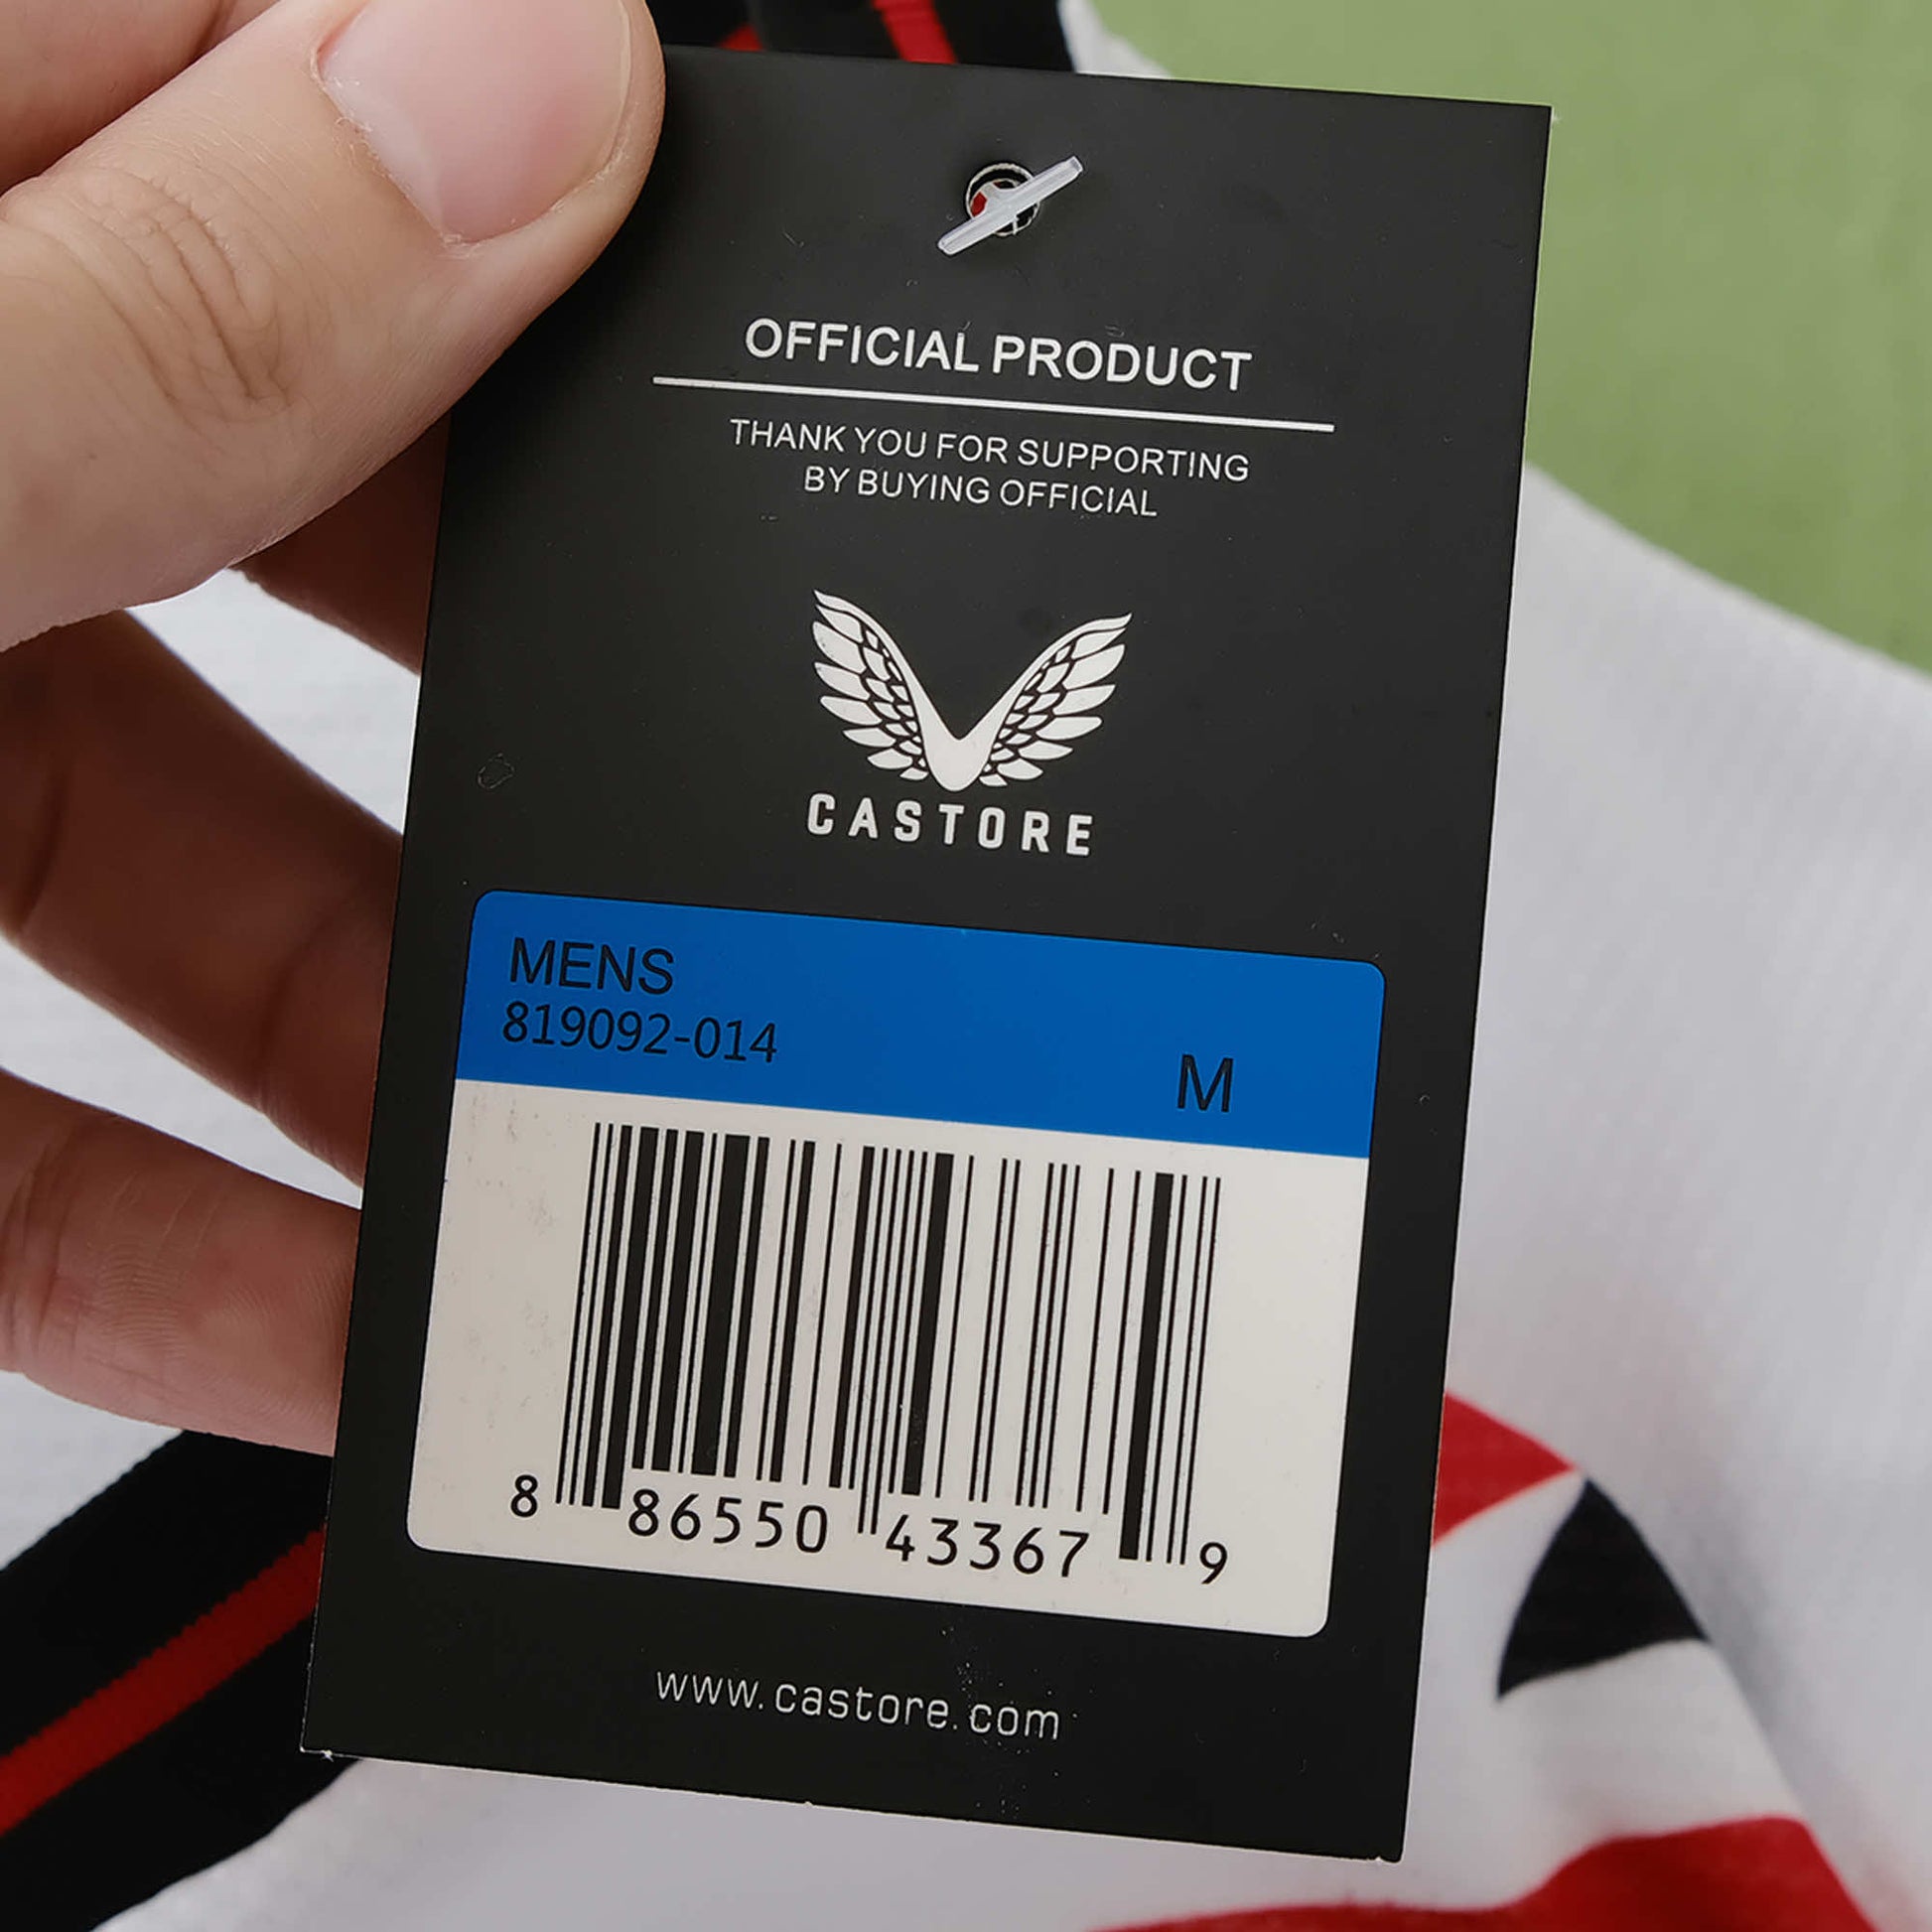 OFFICIAL PRODUCT
THANK YOU FOR SUPPORTING
BY BUYING OFFICIAL
CASTORE
MENS
819092-014
M
8 86550 43367 9
www.castore.com